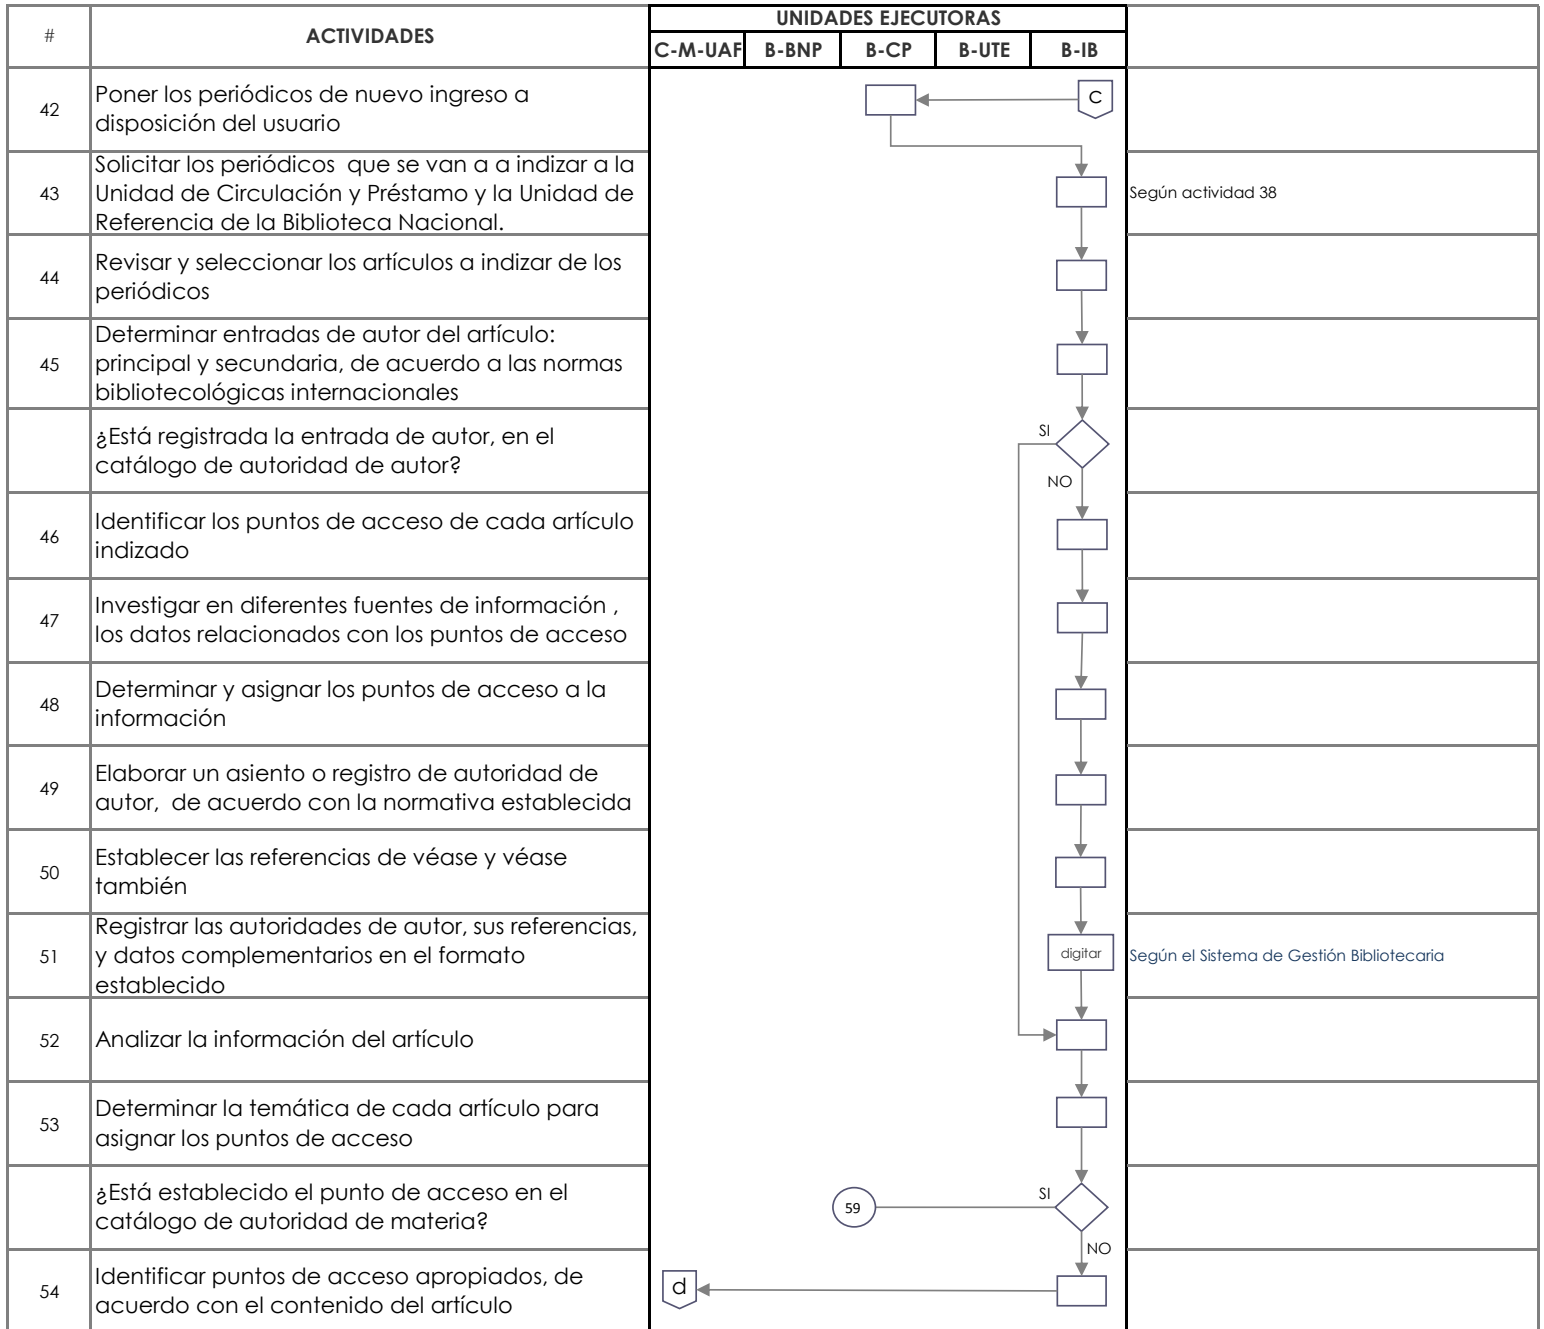 # ACTIVIDADES UNIDADES EJECUTORAS
C-M-UAF B-BNP B-CP B-UTE B-IB
42 Poner los periódicos de nuevo ingreso a
disposición del usuario
C
43 Solicitar los periódicos  que se van a a indizar a la
Unidad de Circulación y Préstamo y la Unidad de
Referencia de la Biblioteca Nacional.
Según actividad 38
44 Revisar y seleccionar los artículos a indizar de los
periódicos
45 Determinar entradas de autor del artículo:
principal y secundaria, de acuerdo a las normas
bibliotecológicas internacionales
¿Está registrada la entrada de autor, en el
catálogo de autoridad de autor?
SI
NO
46 Identificar los puntos de acceso de cada artículo
indizado
47 Investigar en diferentes fuentes de información ,
los datos relacionados con los puntos de acceso
48 Determinar y asignar los puntos de acceso a la
información
49 Elaborar un asiento o registro de autoridad de
autor,  de acuerdo con la normativa establecida
50 Establecer las referencias de véase y véase
también
51 Registrar las autoridades de autor, sus referencias,
y datos complementarios en el formato
establecido
digitar
Según el Sistema de Gestión Bibliotecaria
52 Analizar la información del artículo
53 Determinar la temática de cada artículo para
asignar los puntos de acceso
¿Está establecido el punto de acceso en el
catálogo de autoridad de materia?
59
SI
NO
54 Identificar puntos de acceso apropiados, de
acuerdo con el contenido del artículo
d